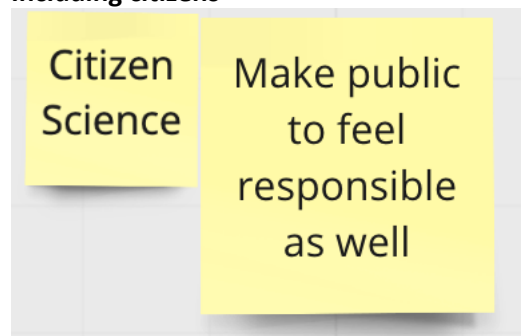 Including citizens
Citizen
Science
Make public
to feel
responsible
as well